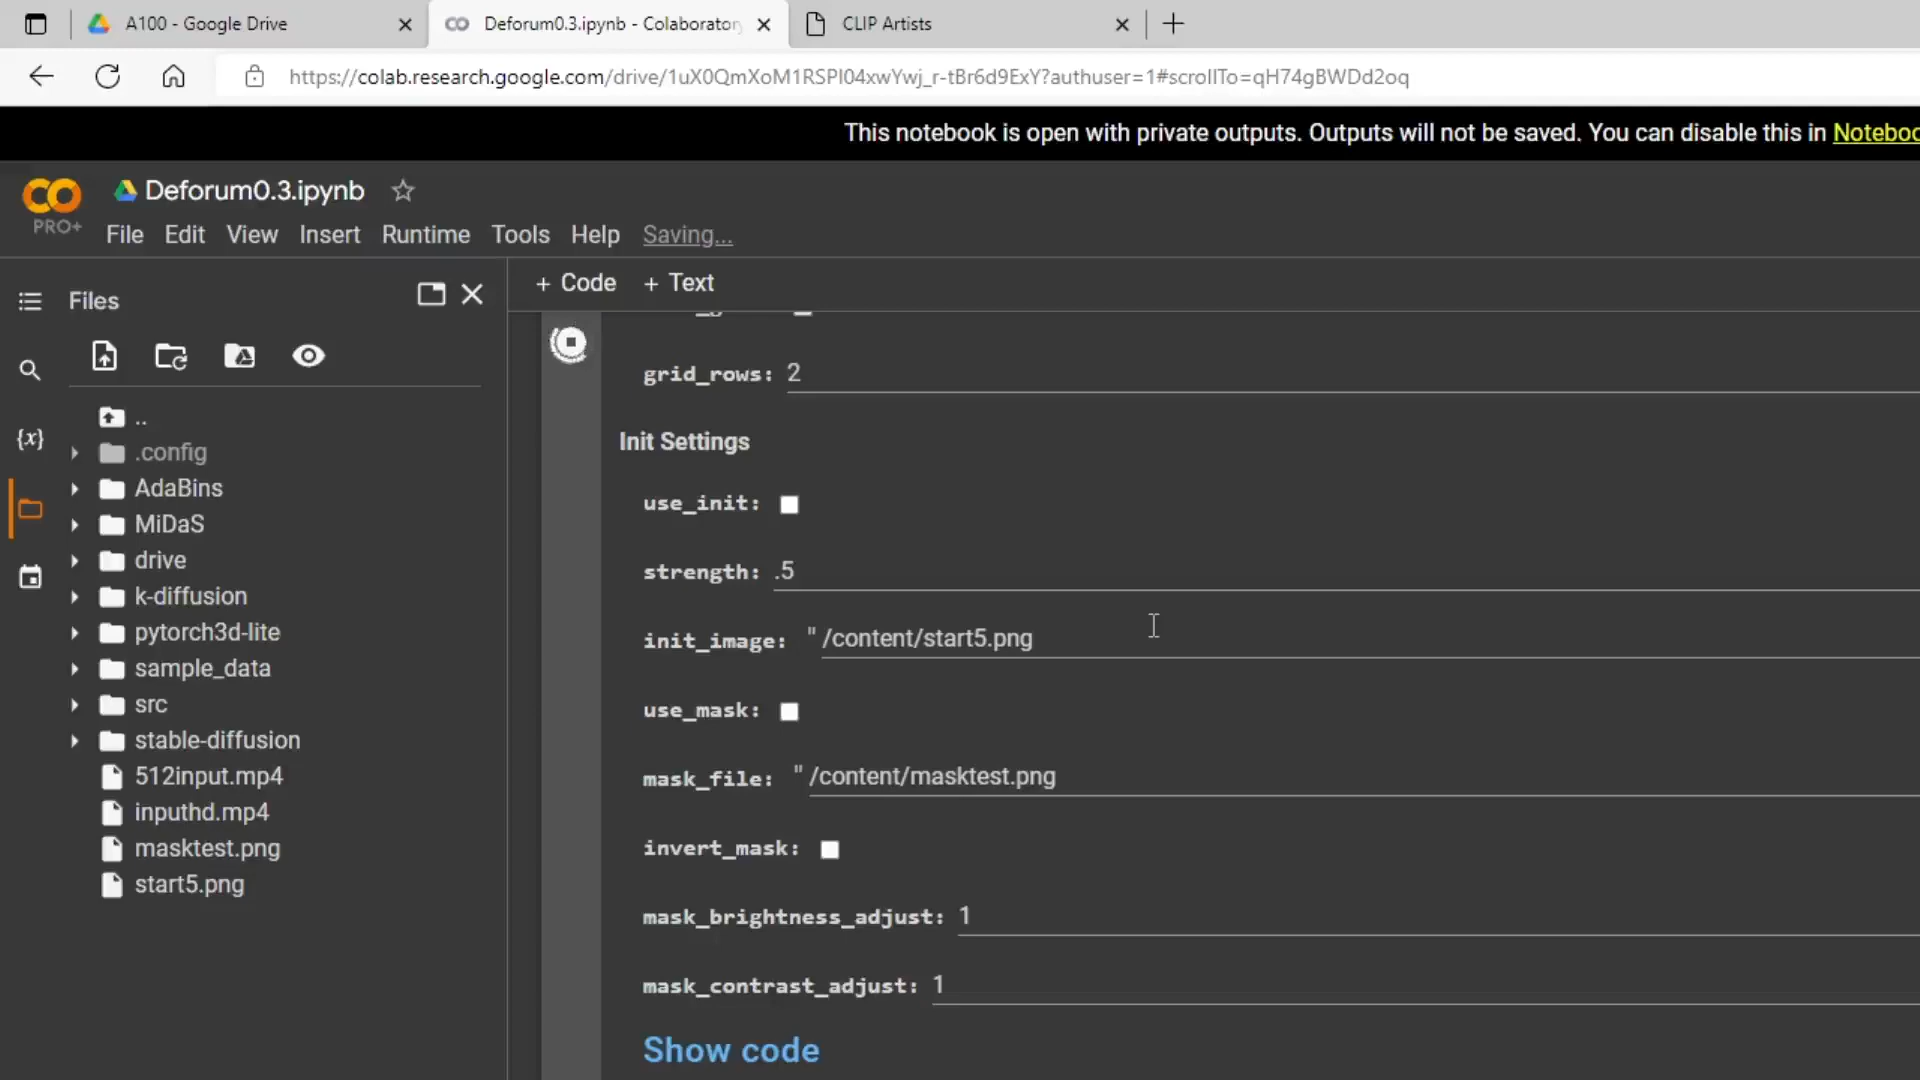 A100 - Google Drive
Deforum0.3.ipynb - Colaborator
CLIP Artists
https://colab.research.google.com/drive/1uX0QmXoM1RSPI04xwYwj_r-tBr6d9ExY?authuser=1#scrollTo=qH74gBWDd2oq
This notebook is open with private outputs. Outputs will not be saved. You can disable this in Noteboo
CO
PRO+
Deforum0.3.ipynb
File Edit View Insert Runtime Tools Help Saving...
Files
+ Code + Text
..
.config
AdaBins
MiDaS
drive
k-diffusion
pytorch3d-lite
sample_data
src
stable-diffusion
512input.mp4
inputhd.mp4
masktest.png
start5.png
{x}
grid_rows: 2
Init Settings
use_init:
strength: .5
init_image: " /content/start5.png
use_mask:
mask_file: " /content/masktest.png
invert_mask:
mask_brightness_adjust: 1
mask_contrast_adjust: 1
Show code